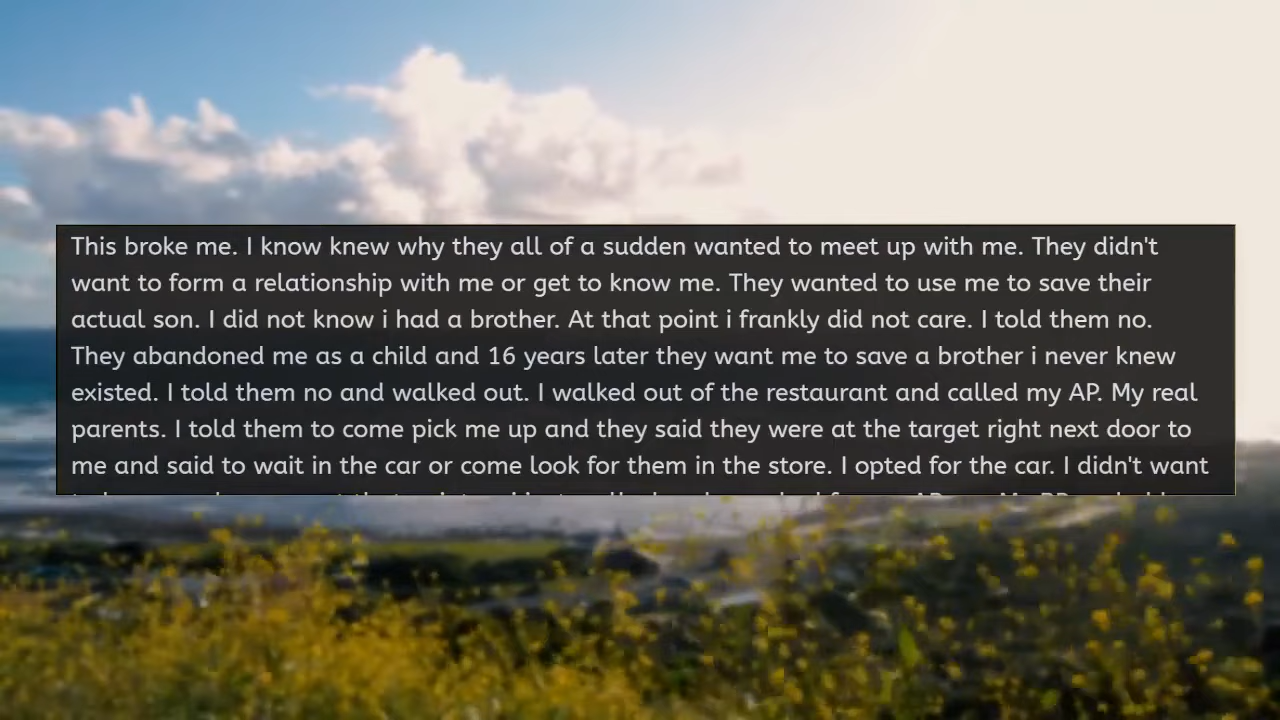 This broke me. I know knew why they all of a sudden wanted to meet up with me. They didn't
want to form a relationship with me or get to know me. They wanted to use me to save their
actual son. I did not know i had a brother. At that point i frankly did not care. I told them no.
They abandoned me as a child and 16 years later they want me to save a brother i never knew
existed. I told them no and walked out. I walked out of the restaurant and called my AP. My real
parents. I told them to come pick me up and they said they were at the target right next door to
me and said to wait in the car or come look for them in the store. I opted for the car. I didn't want